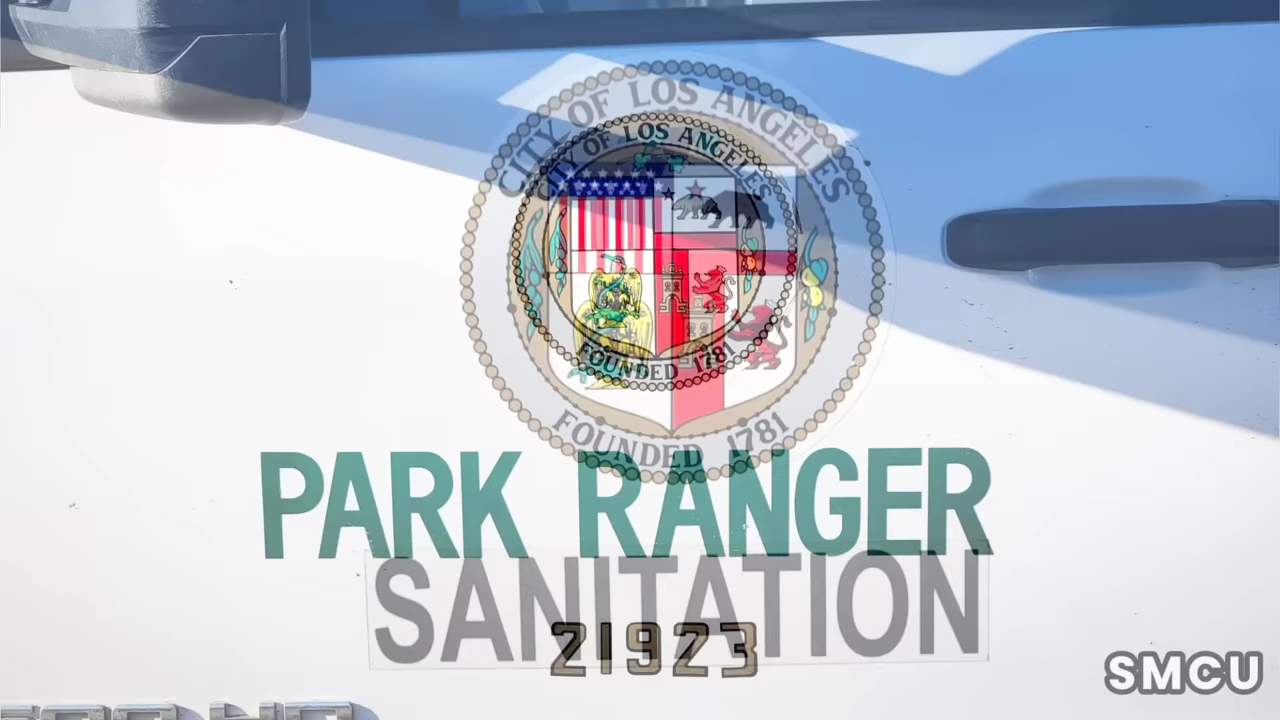 CITY OF LOS ANGELES
CITY OF LOS ANGELES
FOUNDED 1781
FOUNDED 1781
PARK RANGER
SANITATION
21923
SMCU